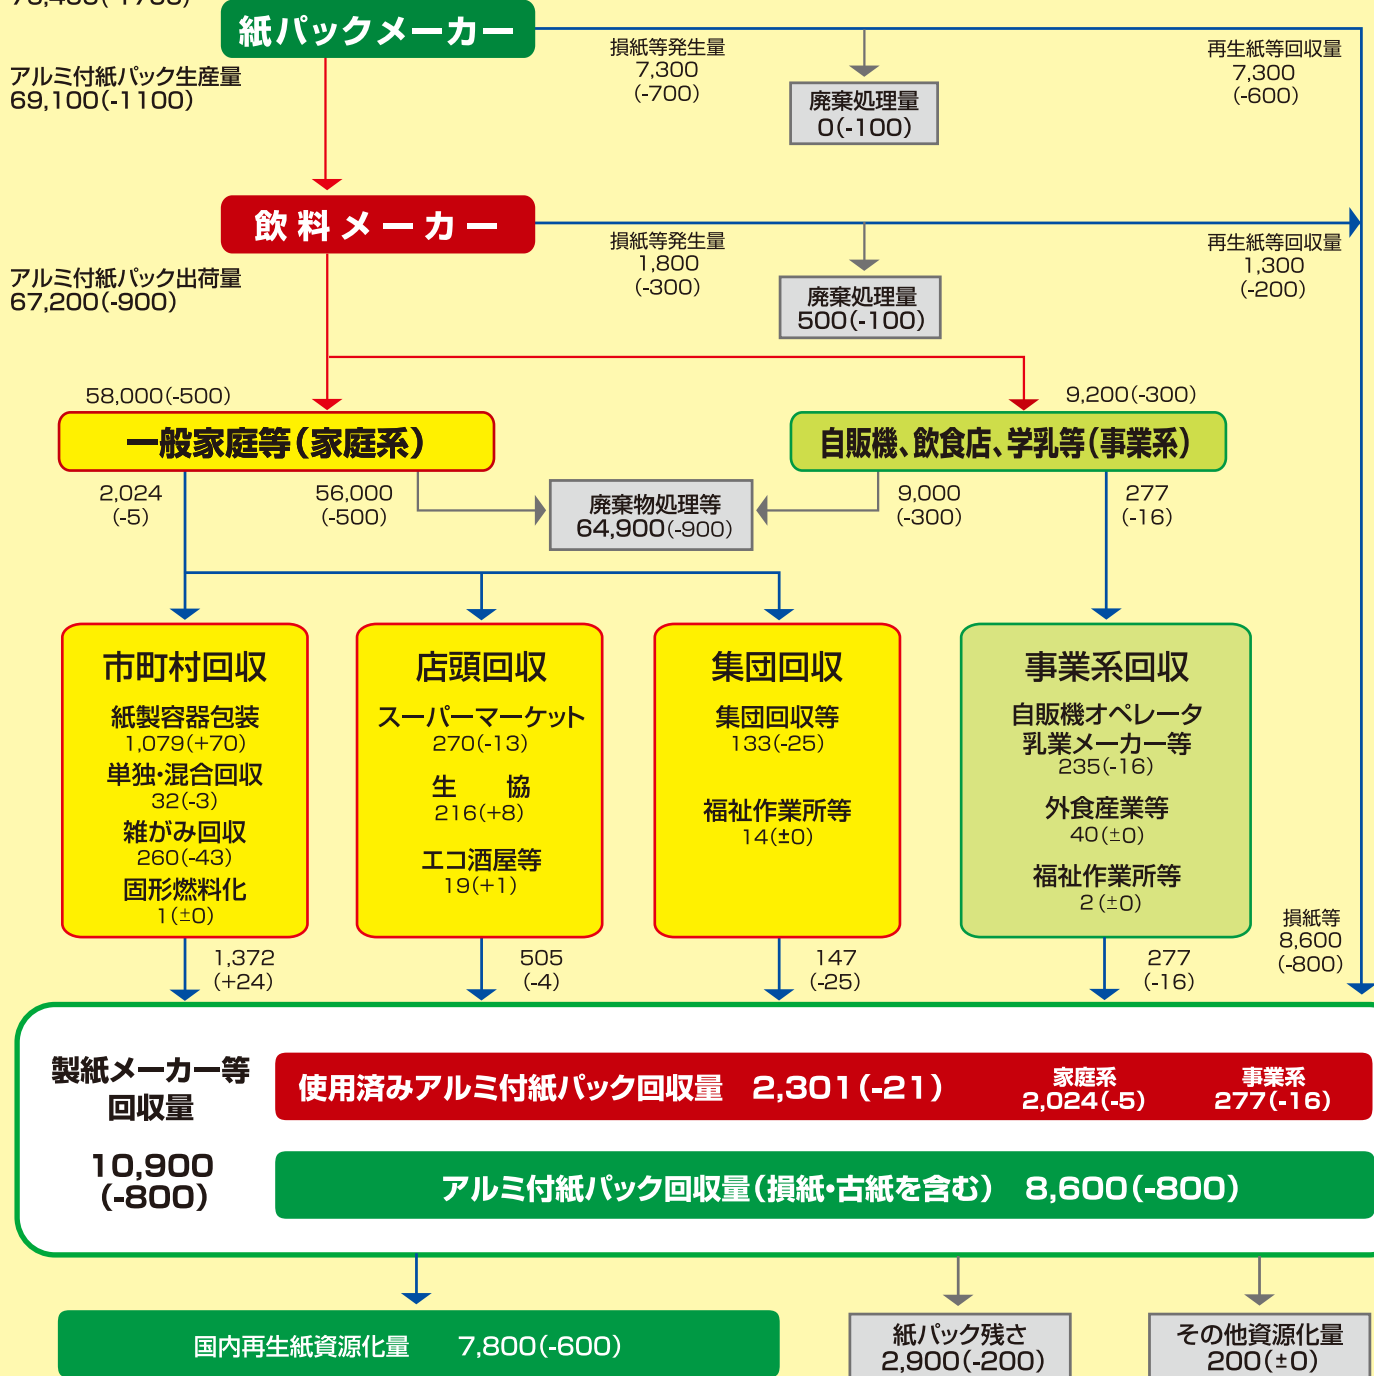 紙パックメーカー
アルミ付紙パック生産量
69,100(-1100)
損紙等発生量
7,300
(-700)
廃棄処理量
0(-100)
再生紙等回収量
7,300
(-600)
飲料メーカー
アルミ付紙パック出荷量
67,200(-900)
損紙等発生量
1,800
(-300)
廃棄処理量
500(-100)
再生紙等回収量
1,300
(-200)
58,000(-500)
9,200(-300)
一般家庭等(家庭系)
自販機、飲食店、学乳等(事業系)
2,024
(-5)
56,000
(-500)
廃棄物処理等
64,900(-900)
9,000
(-300)
277
(-16)
市町村回収
紙製容器包装
1,079(+70)
単独・混合回収
32(-3)
雑がみ回収
260(-43)
固形燃料化
1(±0)
店頭回収
スーパーマーケット
270(-13)
生 協
216(+8)
エコ酒屋等
19(+1)
集団回収
集団回収等
133(-25)
福祉作業所等
14(±0)
事業系回収
自販機オペレータ
乳業メーカー等
235(-16)
外食産業等
40(±0)
福祉作業所等
2(±0)
1,372
(+24)
505
(-4)
147
(-25)
277
(-16)
損紙等
8,600
(-800)
製紙メーカー等
回収量
10,900
(-800)
使用済みアルミ付紙パック回収量 2,301(-21)
家庭系
2,024(-5)
事業系
277(-16)
アルミ付紙パック回収量(損紙・古紙を含む) 8,600(-800)
国内再生紙資源化量 7,800(-600)
紙パック残さ
2,900(-200)
その他資源化量
200(±0)